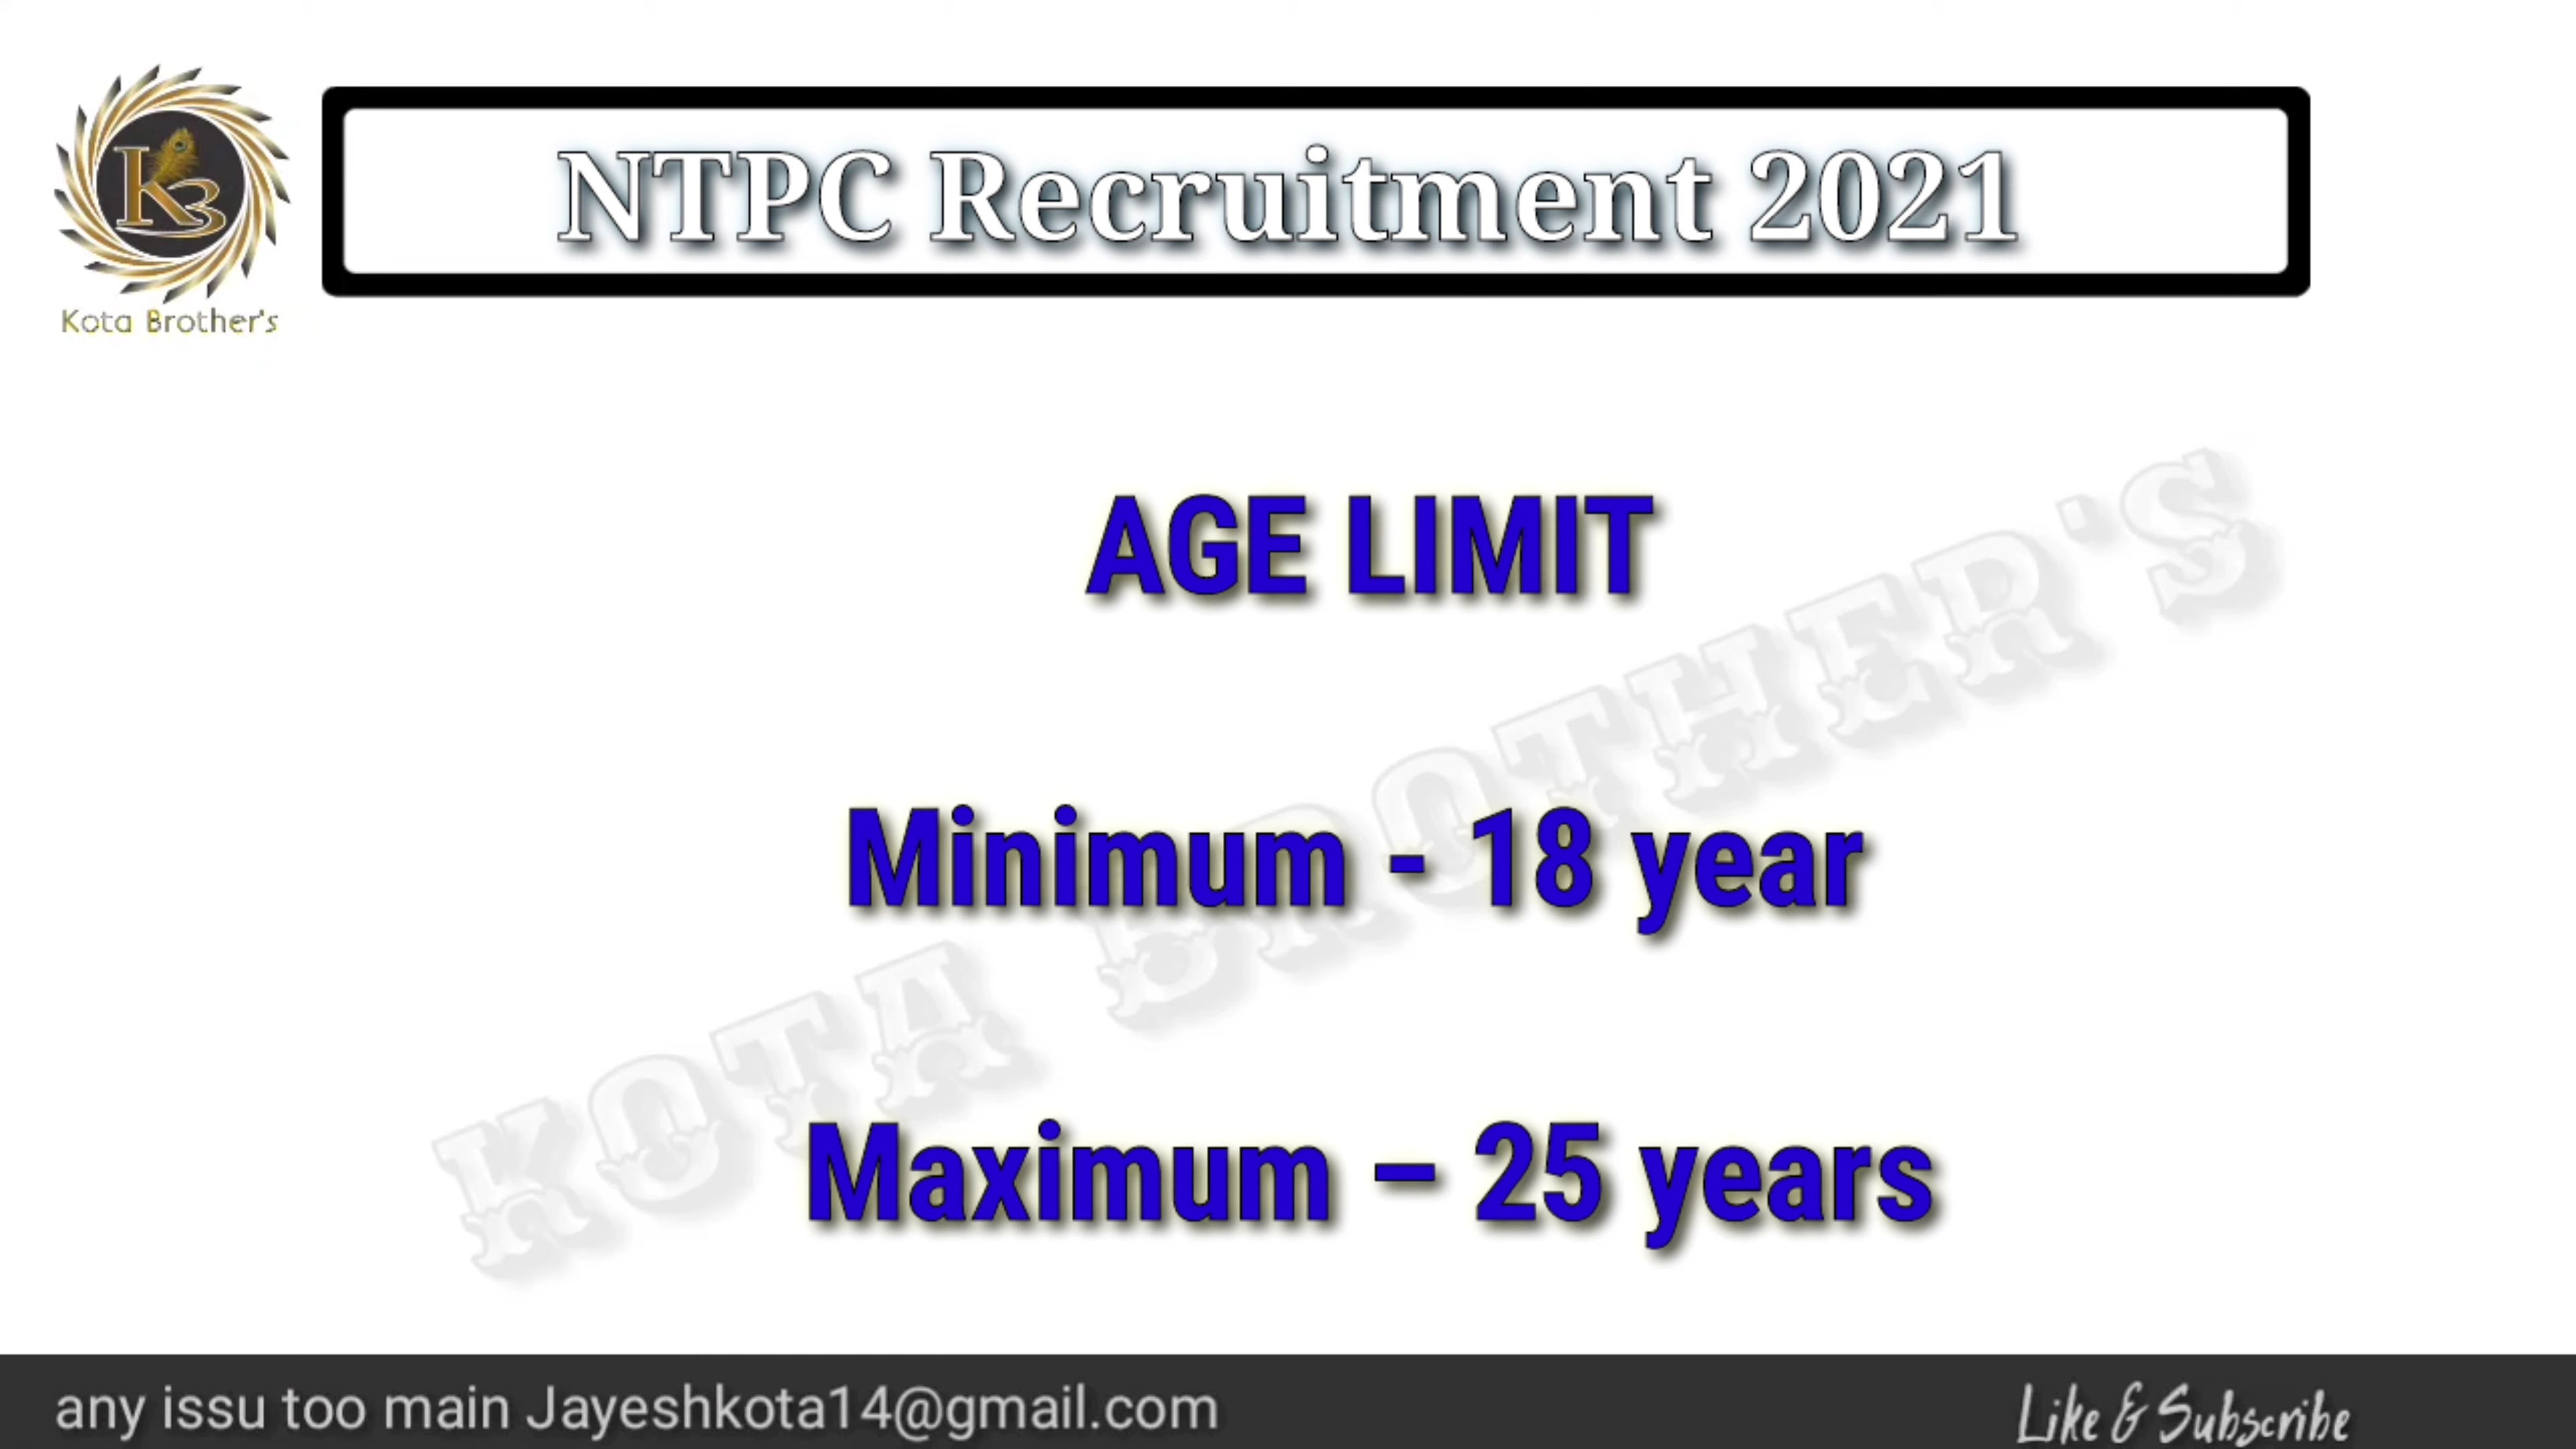 NTPC Recruitment 2021
KB
Kota Brother's
AGE LIMIT
Minimum - 18 year
Maximum – 25 years
KOTA BROTHER'S
any issu too main Jayeshkota14@gmail.com
Like & Subscribe